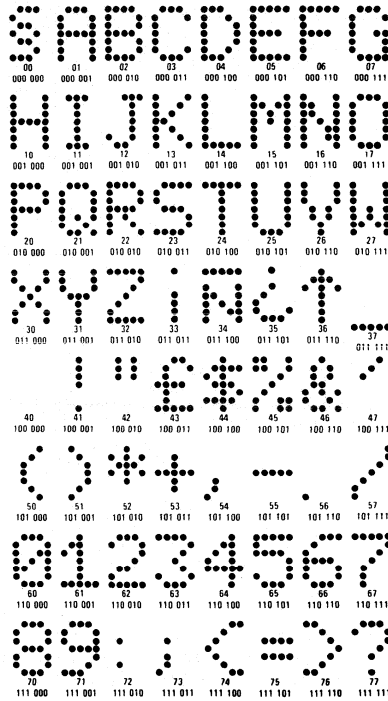 S A B C D E F G
00 01 02 03 04 05 06 07
000 000 000 001 000 010 000 011 000 100 000 101 000 110 000 111
H I J K L M N O
10 11 12 13 14 15 16 17
001 001 001 001 001 010 001 011 001 100 001 101 001 110 001 111
P Q R S T U V W
20 21 22 23 24 25 26 27
010 000 010 001 010 010 010 011 010 100 010 101 010 110 010 111
X Y Z ¡ Ñ ¿ ↑ _
30 31 32 33 34 35 36 37
011 000 011 001 011 010 011 011 011 011 011 101 011 110 011 111
! " £ $ % & '
40 41 42 43 44 45 46 47
100 000 100 001 100 010 100 011 100 100 100 101 100 110 100 111
( ) * + , - . /
50 51 52 53 54 55 56 57
101 000 101 001 101 010 101 011 101 100 101 101 101 110 101 111
0 1 2 3 4 5 6 7
60 61 62 63 64 65 66 67
110 000 110 001 110 010 110 011 110 100 110 101 110 110 110 111
8 9 : ; < = > ?
70 71 72 73 74 75 76 77
111 000 111 001 111 010 111 011 111 100 111 101 111 110 111 111